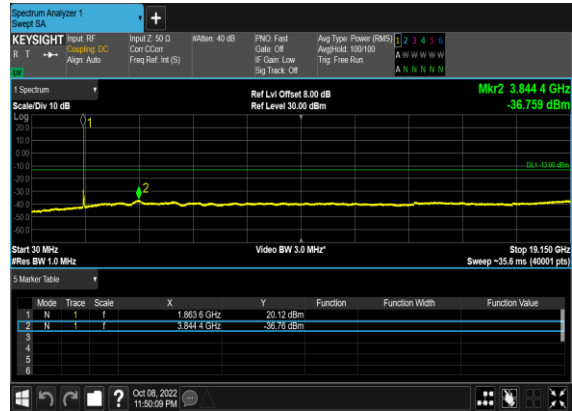 Spectrum Analyzer 1
Swept SA
+
KEYSIGHT Input: RF Input Z: 50 Ω #Atten: 40 dB PNO: Fast Avg Type: Power (RMS) 1 2 3 4 5 6
R T Coupling: DC Corr CCorr Gate: Off Avg|Hold: 100/100 A W W W W W
Align: Auto Freq Ref: Int (S) IF Gain: Low Trig: Free Run
Sig Track: Off A N N N N N
1 Spectrum Ref Lvl Offset 8.00 dB Mkr2 3.844 4 GHz
Scale/Div 10 dB Ref Level 30.00 dBm -36.759 dBm
Log
20.0
10.0
0.00
-10.0
-20.0
-30.0
-40.0
-50.0
-60.0
1
2
DL1 -13.00 dBm
Start 30 MHz Video BW 3.0 MHz* Stop 19.150 GHz
#Res BW 1.0 MHz Sweep ~35.6 ms (40001 pts)
5 Marker Table
Mode Trace Scale X Y Function Function Width Function Value
1 N 1 f 1.863 6 GHz 20.12 dBm
2 N 1 f 3.844 4 GHz -36.76 dBm
3
4
5
6
? Oct 08, 2022
11:50:09 PM